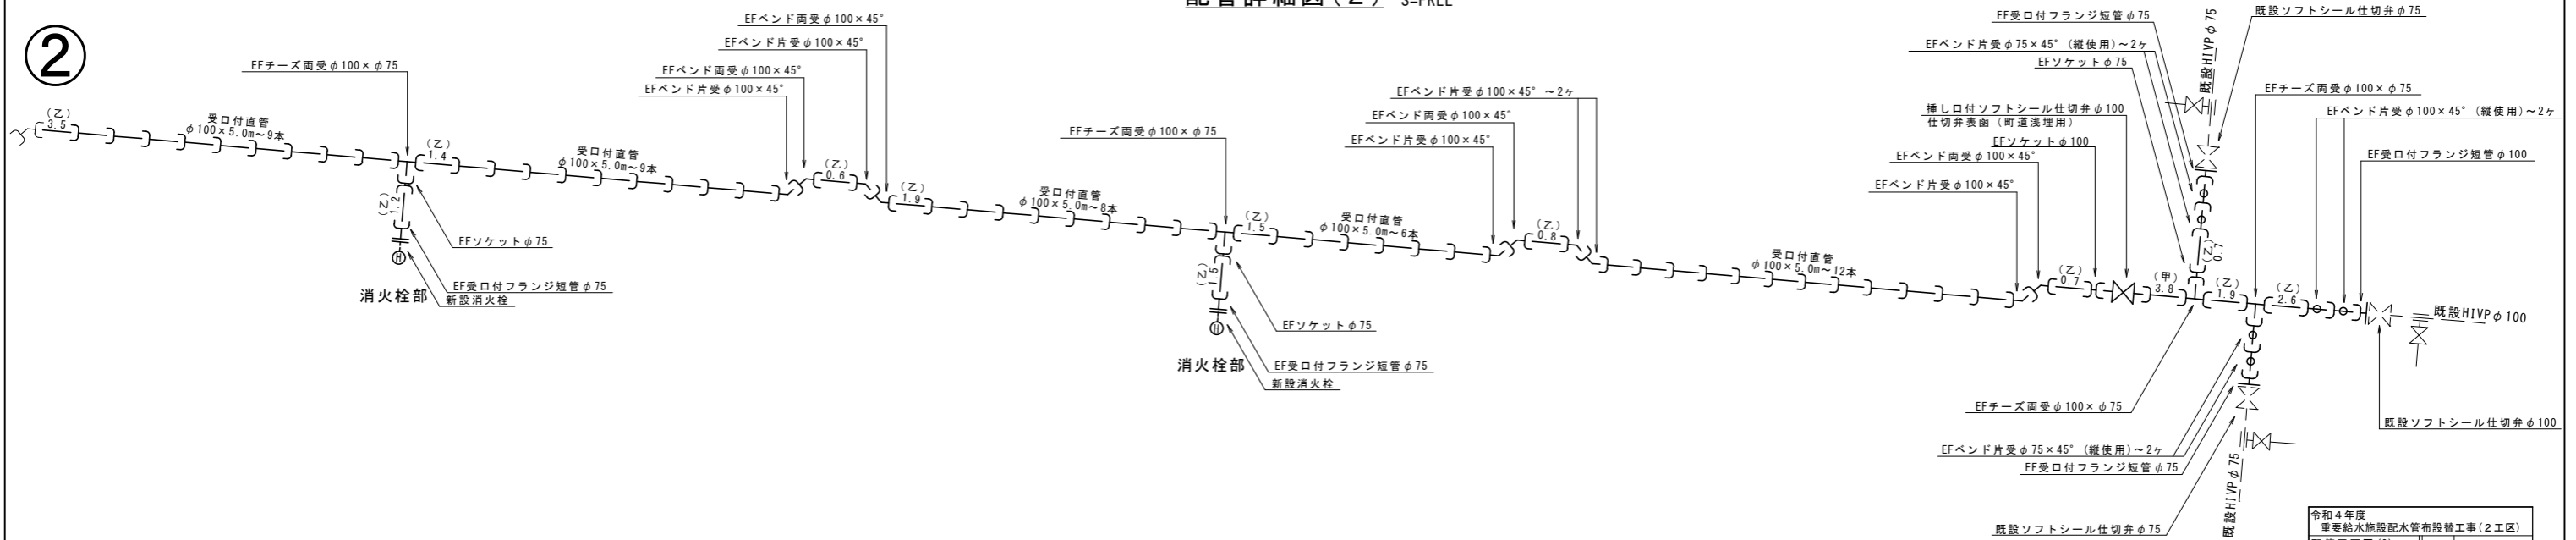 配管詳細図(2) S=FREE
②
EFチーズ両受φ100×φ75
(乙)
3.5
受口付直管
φ100×5.0m~9本
(乙)
1.4
(乙)
1.2
EFソケットφ75
EF受口付フランジ短管φ75
新設消火栓
消火栓部
H
受口付直管
φ100×5.0m~9本
EFベンド両受φ100×45°
EFベンド片受φ100×45°
EFベンド両受φ100×45°
EFベンド片受φ100×45°
(乙)
0.6
(乙)
1.9
受口付直管
φ100×5.0m~8本
EFチーズ両受φ100×φ75
(乙)
1.5
(乙)
1.5
EFソケットφ75
EF受口付フランジ短管φ75
新設消火栓
消火栓部
H
受口付直管
φ100×5.0m~6本
EFベンド片受φ100×45° ~2ヶ
EFベンド両受φ100×45°
EFベンド片受φ100×45°
(乙)
0.8
受口付直管
φ100×5.0m~12本
EF受口付フランジ短管φ75
EFベンド片受φ75×45° (縦使用)~2ヶ
EFソケットφ75
挿し口付ソフトシール仕切弁φ100
仕切弁表函(町道浅埋用)
EFソケットφ100
EFベンド両受φ100×45°
EFベンド片受φ100×45°
(乙)
0.7
(甲)
3.8
(乙)
0.7
(乙)
1.9
(乙)
2.6
既設HIVPφ75
既設ソフトシール仕切弁φ75
EFチーズ両受φ100×φ75
EFベンド片受φ100×45° (縦使用)~2ヶ
EF受口付フランジ短管φ100
既設HIVPφ100
既設ソフトシール仕切弁φ100
EFチーズ両受φ100×φ75
EFベンド片受φ75×45° (縦使用)~2ヶ
EF受口付フランジ短管φ75
既設ソフトシール仕切弁φ75
既設HIVPφ75
令和4年度
重要給水施設配水管布設替工事(2工区)